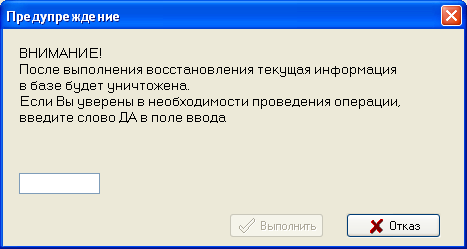 Предупреждение
ВНИМАНИЕ!
После выполнения восстановления текущая информация
в базе будет уничтожена.
Если Вы уверены в необходимости проведения операции,
введите слово ДА в поле ввода
Выполнить
Отказ